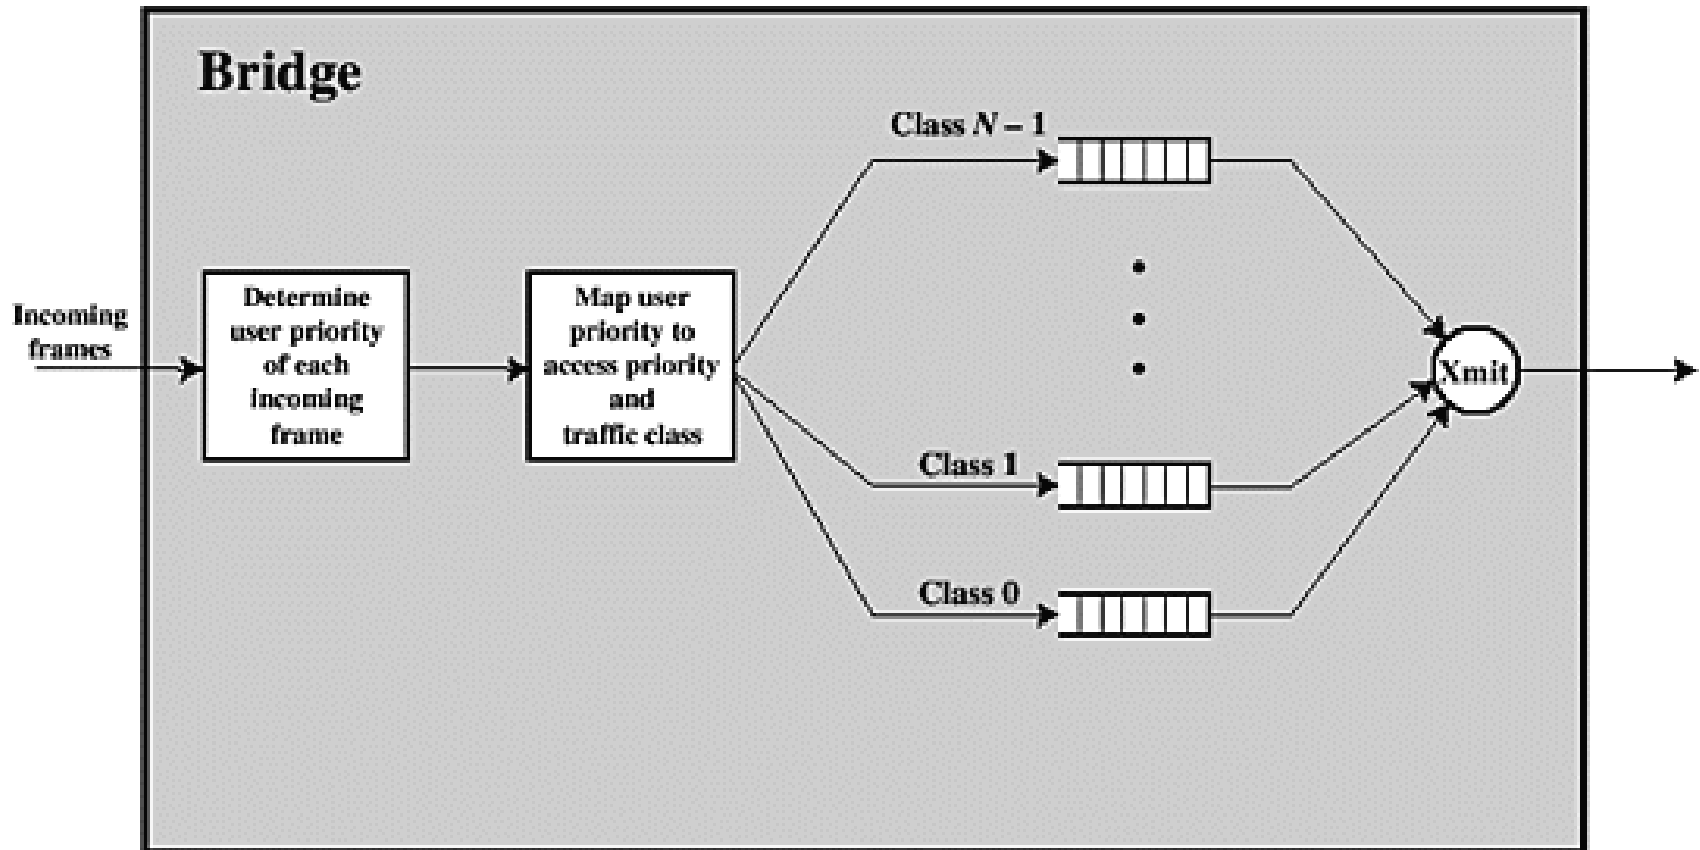 Bridge
Class N – 1
Incoming
frames
Determine
user priority
of each
incoming
frame
Map user
priority to
access priority
and
traffic class
Xmit
Class 1
Class 0